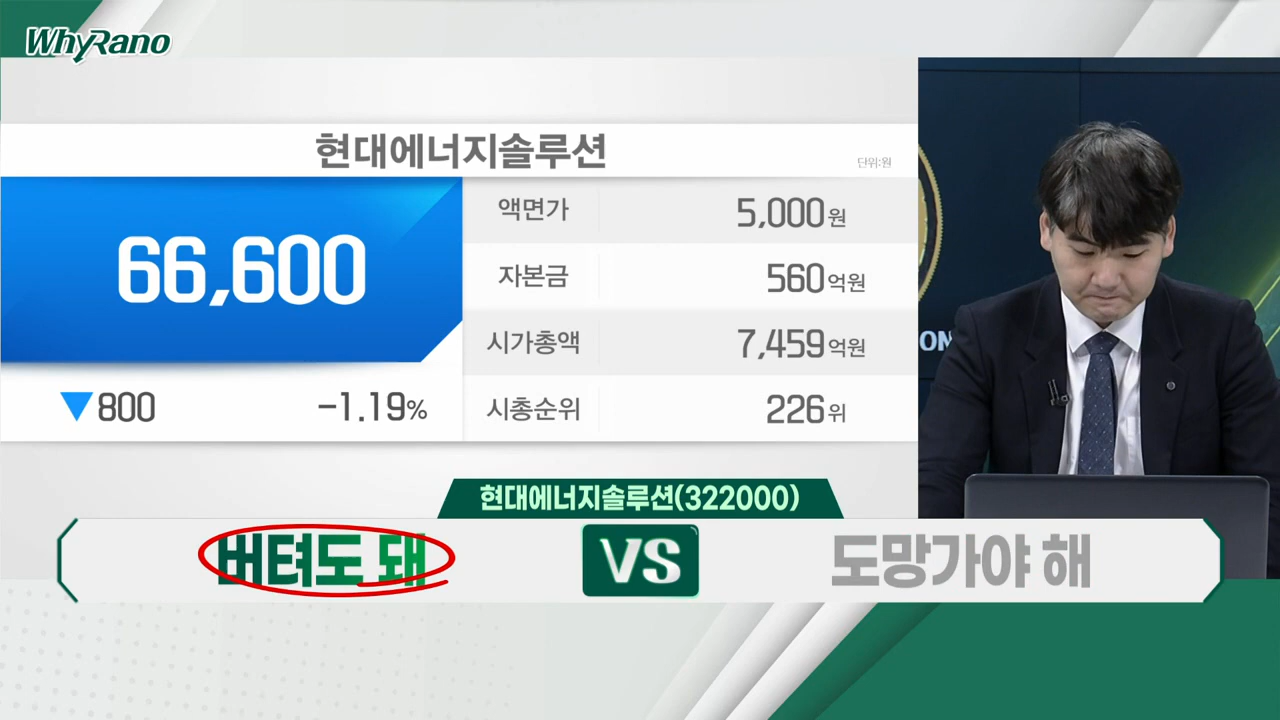 WhyRano
현대에너지솔루션
단위:원
66,600
▼800 -1.19%
액면가 5,000원
자본금 560억원
시가총액 7,459억원
시총순위 226위
ON
현대에너지솔루션(322000)
버텨도 돼 VS 도망가야 해